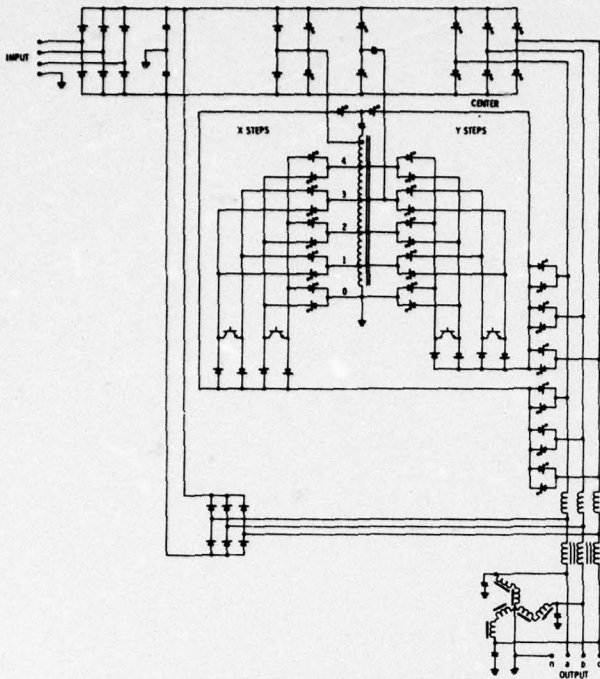 INPUT
CENTER
X STEPS
Y STEPS
4
3
2
1
0
n a b c
OUTPUT